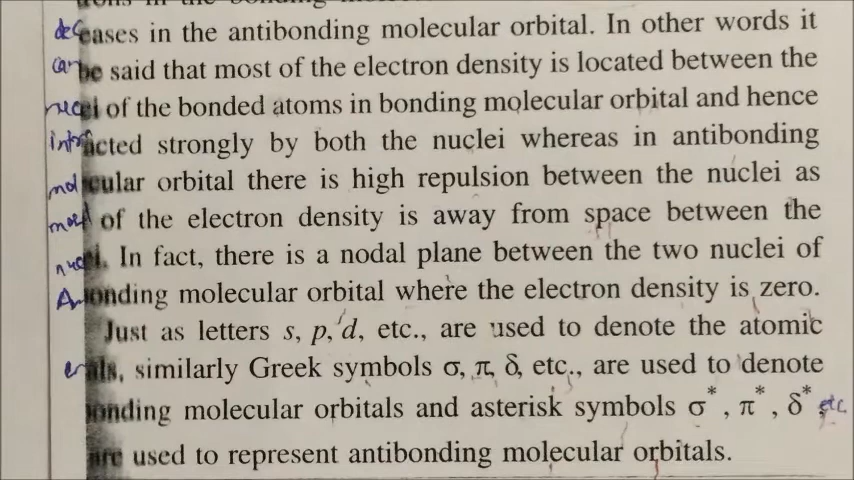 decreases in the antibonding molecular orbital. In other words it
can be said that most of the electron density is located between the
nuclei of the bonded atoms in bonding molecular orbital and hence
strongly by both the nuclei whereas in antibonding
molecular orbital there is high repulsion between the nuclei as
most of the electron density is away from space between the
nuclei. In fact, there is a nodal plane between the two nuclei of
molecular orbital where the electron density is zero.
Just as letters s, p, d, etc., are used to denote the atomic
similarly Greek symbols σ, π, δ, etc., are used to denote
bonding molecular orbitals and asterisk symbols σ*, π*, δ*, etc.
are used to represent antibonding molecular orbitals.